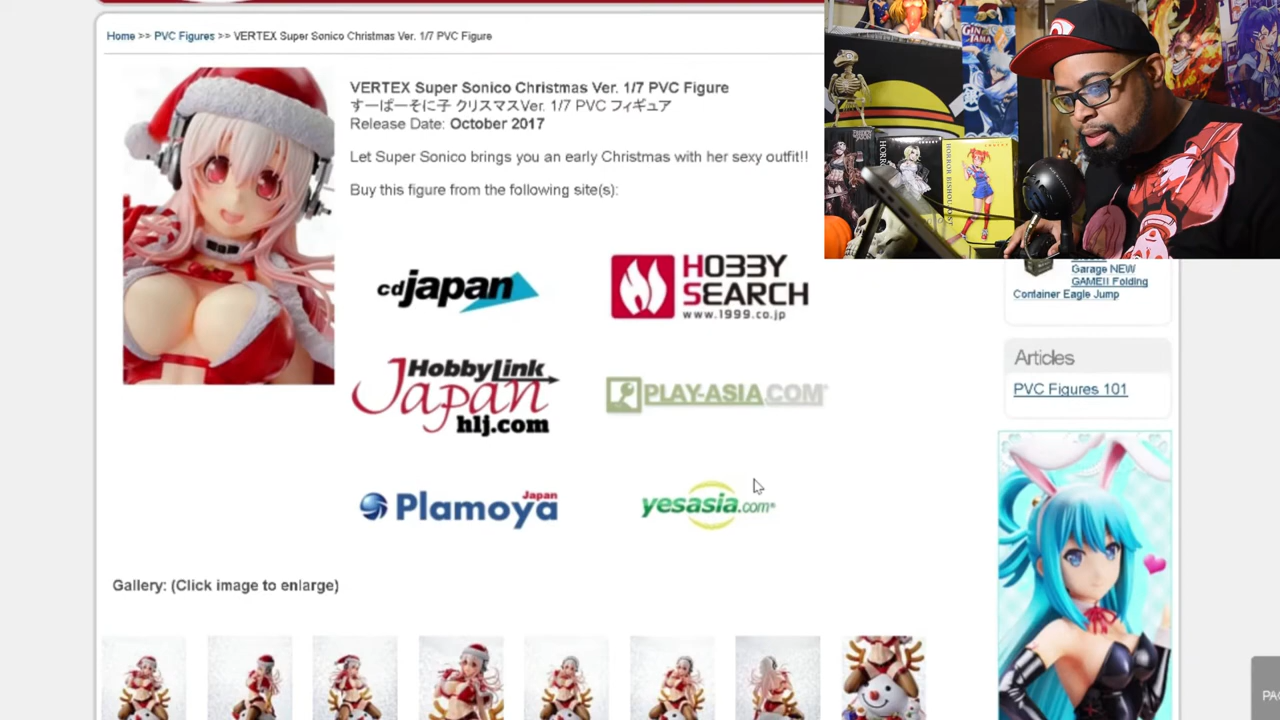 Home >> PVC Figures >> VERTEX Super Sonico Christmas Ver. 1/7 PVC Figure
VERTEX Super Sonico Christmas Ver. 1/7 PVC Figure
すーぱーそに子 クリスマスVer. 1/7 PVC フィギュア
Release Date: October 2017
Let Super Sonico brings you an early Christmas with her sexy outfit!!
Buy this figure from the following site(s):
cdjapan
HOBBY SEARCH
www.1999.co.jp
HobbyLink
Japan
hlj.com
PLAY-ASIA.COM
Plamoya Japan
yesasia.com
Gallery: (Click image to enlarge)
GINTAMA
HORROR BISHOUJO
Garage NEW
GAME!! Folding
Container Eagle Jump
Articles
PVC Figures 101